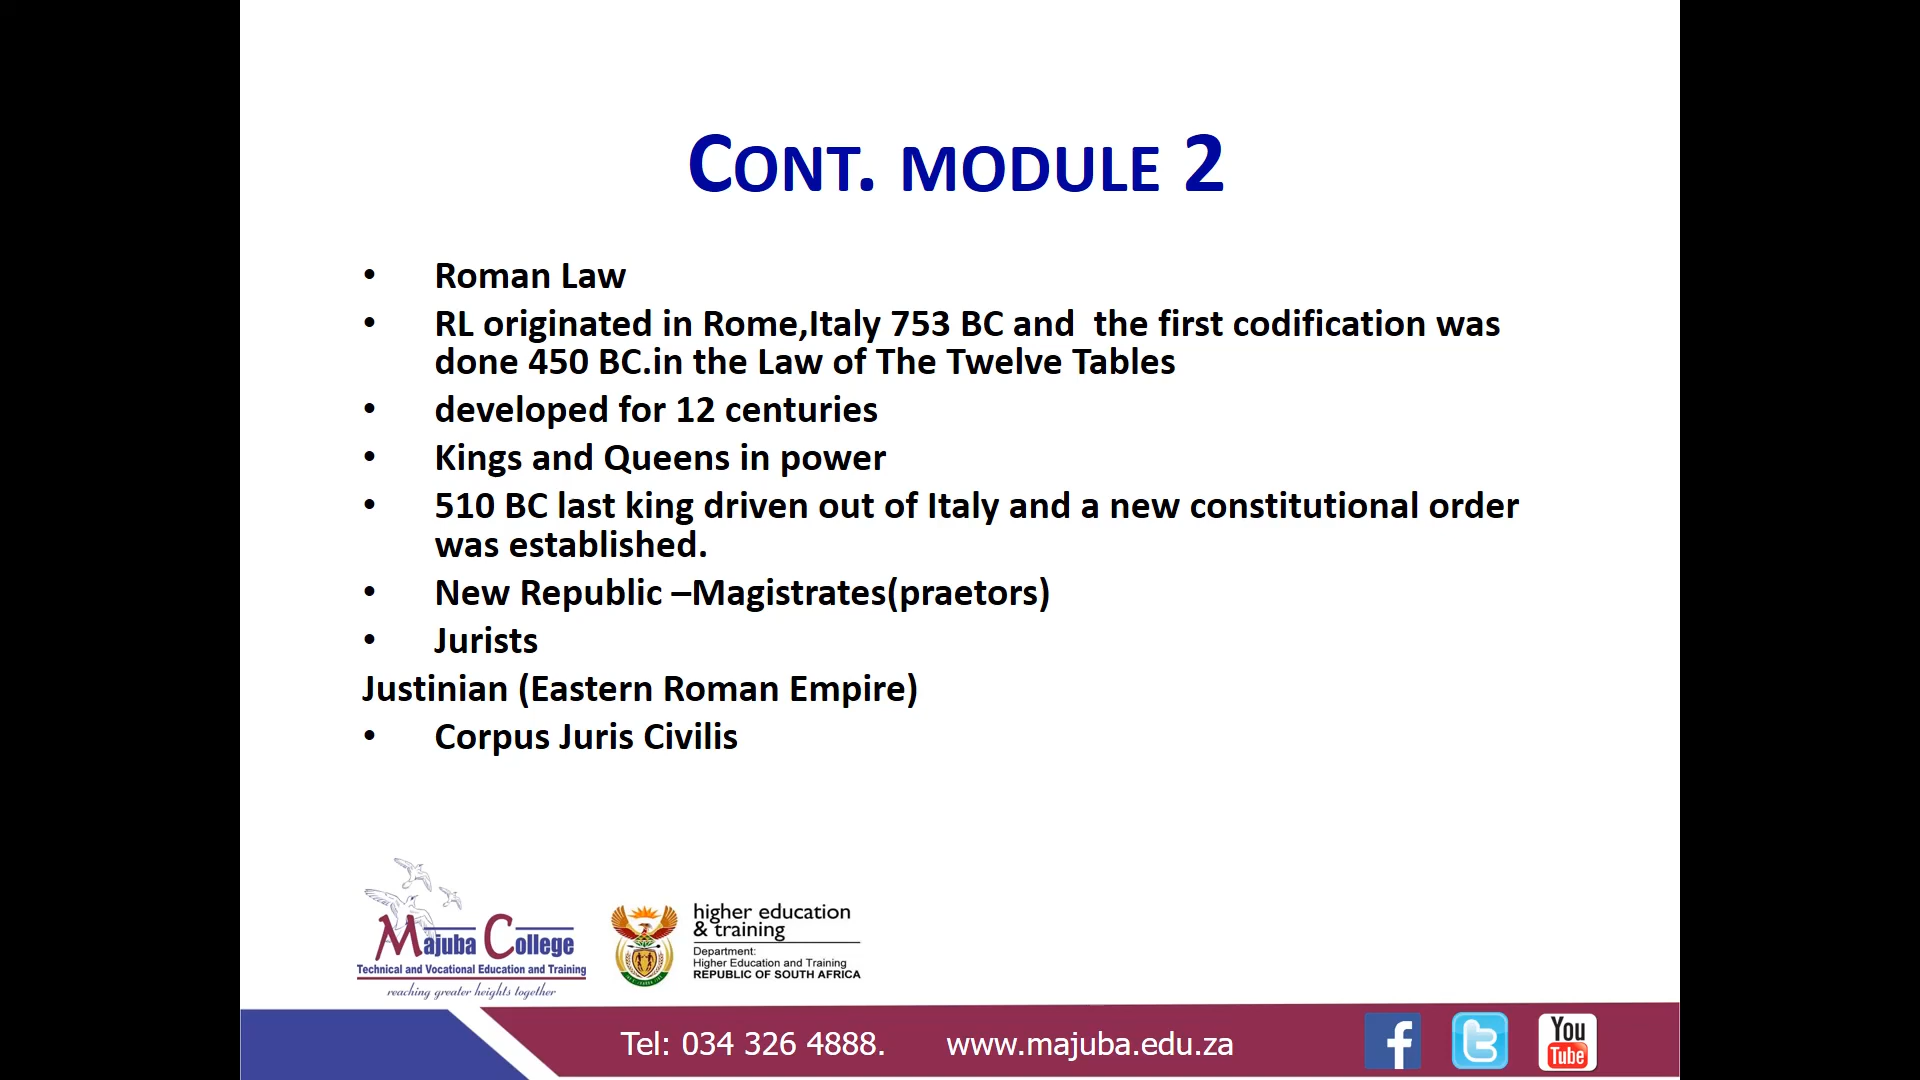 CONT. MODULE 2
• Roman Law
• RL originated in Rome,Italy 753 BC and  the first codification was
done 450 BC.in the Law of The Twelve Tables
• developed for 12 centuries
• Kings and Queens in power
• 510 BC last king driven out of Italy and a new constitutional order
was established.
• New Republic –Magistrates(praetors)
• Jurists
Justinian (Eastern Roman Empire)
• Corpus Juris Civilis
Majuba College
Technical and Vocational Education and Training
reaching greater heights together
higher education
& training
Department:
Higher Education and Training
REPUBLIC OF SOUTH AFRICA
Tel: 034 326 4888. www.majuba.edu.za
f
t
You
Tube